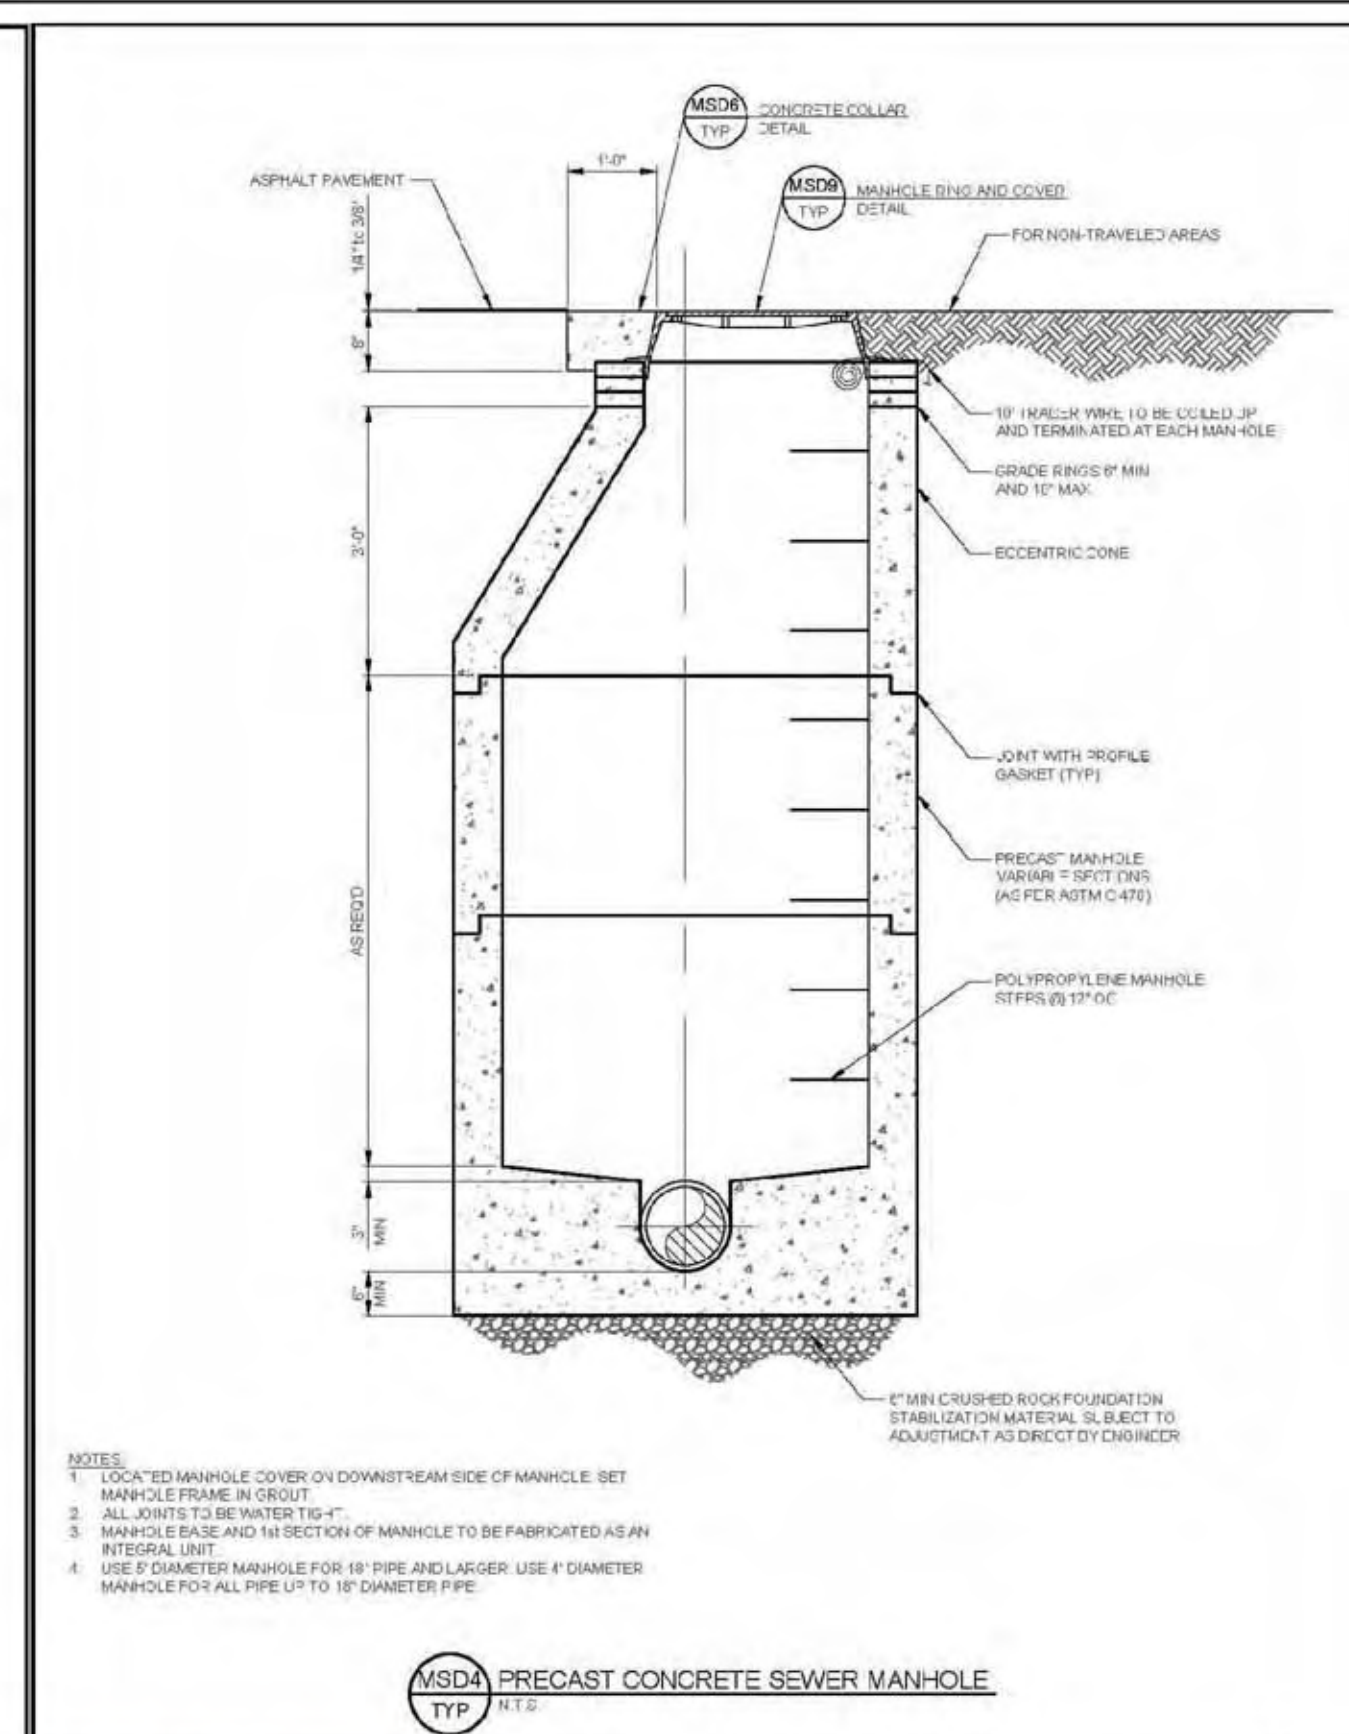 MSD6
TYP
CONCRETE COLLAR
DETAIL
1'-0"
ASPHALT PAVEMENT
MSD9
TYP
MANHOLE RING AND COVER
DETAIL
1/4" to 3/8"
FOR NON-TRAVELED AREAS
10' TRACER WIRE TO BE COILED UP
AND TERMINATED AT EACH MANHOLE
GRADE RINGS 6" MIN
AND MAX
3'-0"
ECCENTRIC CONE
JOINT WITH PROFILE
GASKET (TYP)
PRECAST MANHOLE
VARIABLE SECTIONS
(AS PER ASTM C-478)
AS REQ'D
POLYPROPYLENE MANHOLE
STEPS @ 12" OC
3"
MIN
6"
MIN
MIN CRUSHED ROCK FOUNDATION
STABILIZATION MATERIAL SUBJECT TO
ADJUSTMENT AS DIRECT BY ENGINEER
NOTES:
1. LOCATED MANHOLE COVER ON DOWNSTREAM SIDE OF MANHOLE. SET
MANHOLE FRAME IN GROUT.
2. ALL JOINTS TO BE WATER TIGHT.
3. MANHOLE BASE AND 1st SECTION OF MANHOLE TO BE FABRICATED AS AN
INTEGRAL UNIT.
4. USE 5' DIAMETER MANHOLE FOR 18" PIPE AND LARGER. USE 4' DIAMETER
MANHOLE FOR ALL PIPE UP TO 18" DIAMETER PIPE.
MSD4
TYP
PRECAST CONCRETE SEWER MANHOLE
N.T.S.